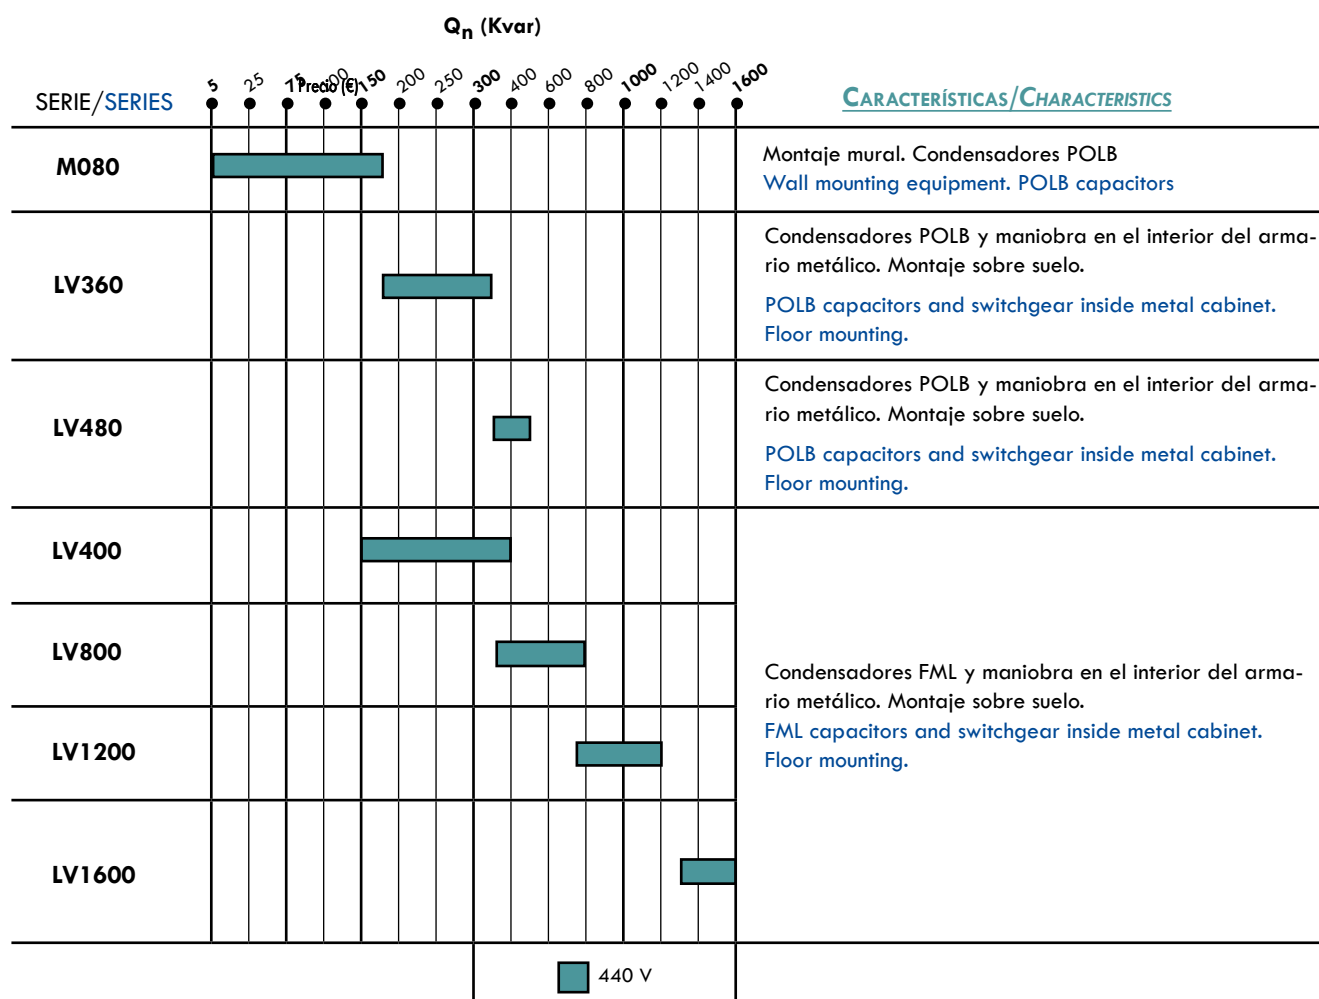 Qn (Kvar)
5 25 75 100 150 200 250 300 400 600 800 1000 1200 1400 1600
Precio (€)
SERIE/SERIES
CARACTERÍSTICAS/CHARACTERISTICS
M080
Montaje mural. Condensadores POLB
Wall mounting equipment. POLB capacitors
LV360
Condensadores POLB y maniobra en el interior del arma-
rio metálico. Montaje sobre suelo.
POLB capacitors and switchgear inside metal cabinet.
Floor mounting.
LV480
Condensadores POLB y maniobra en el interior del arma-
rio metálico. Montaje sobre suelo.
POLB capacitors and switchgear inside metal cabinet.
Floor mounting.
LV400
LV800
LV1200
LV1600
Condensadores FML y maniobra en el interior del arma-
rio metálico. Montaje sobre suelo.
FML capacitors and switchgear inside metal cabinet.
Floor mounting.
440 V